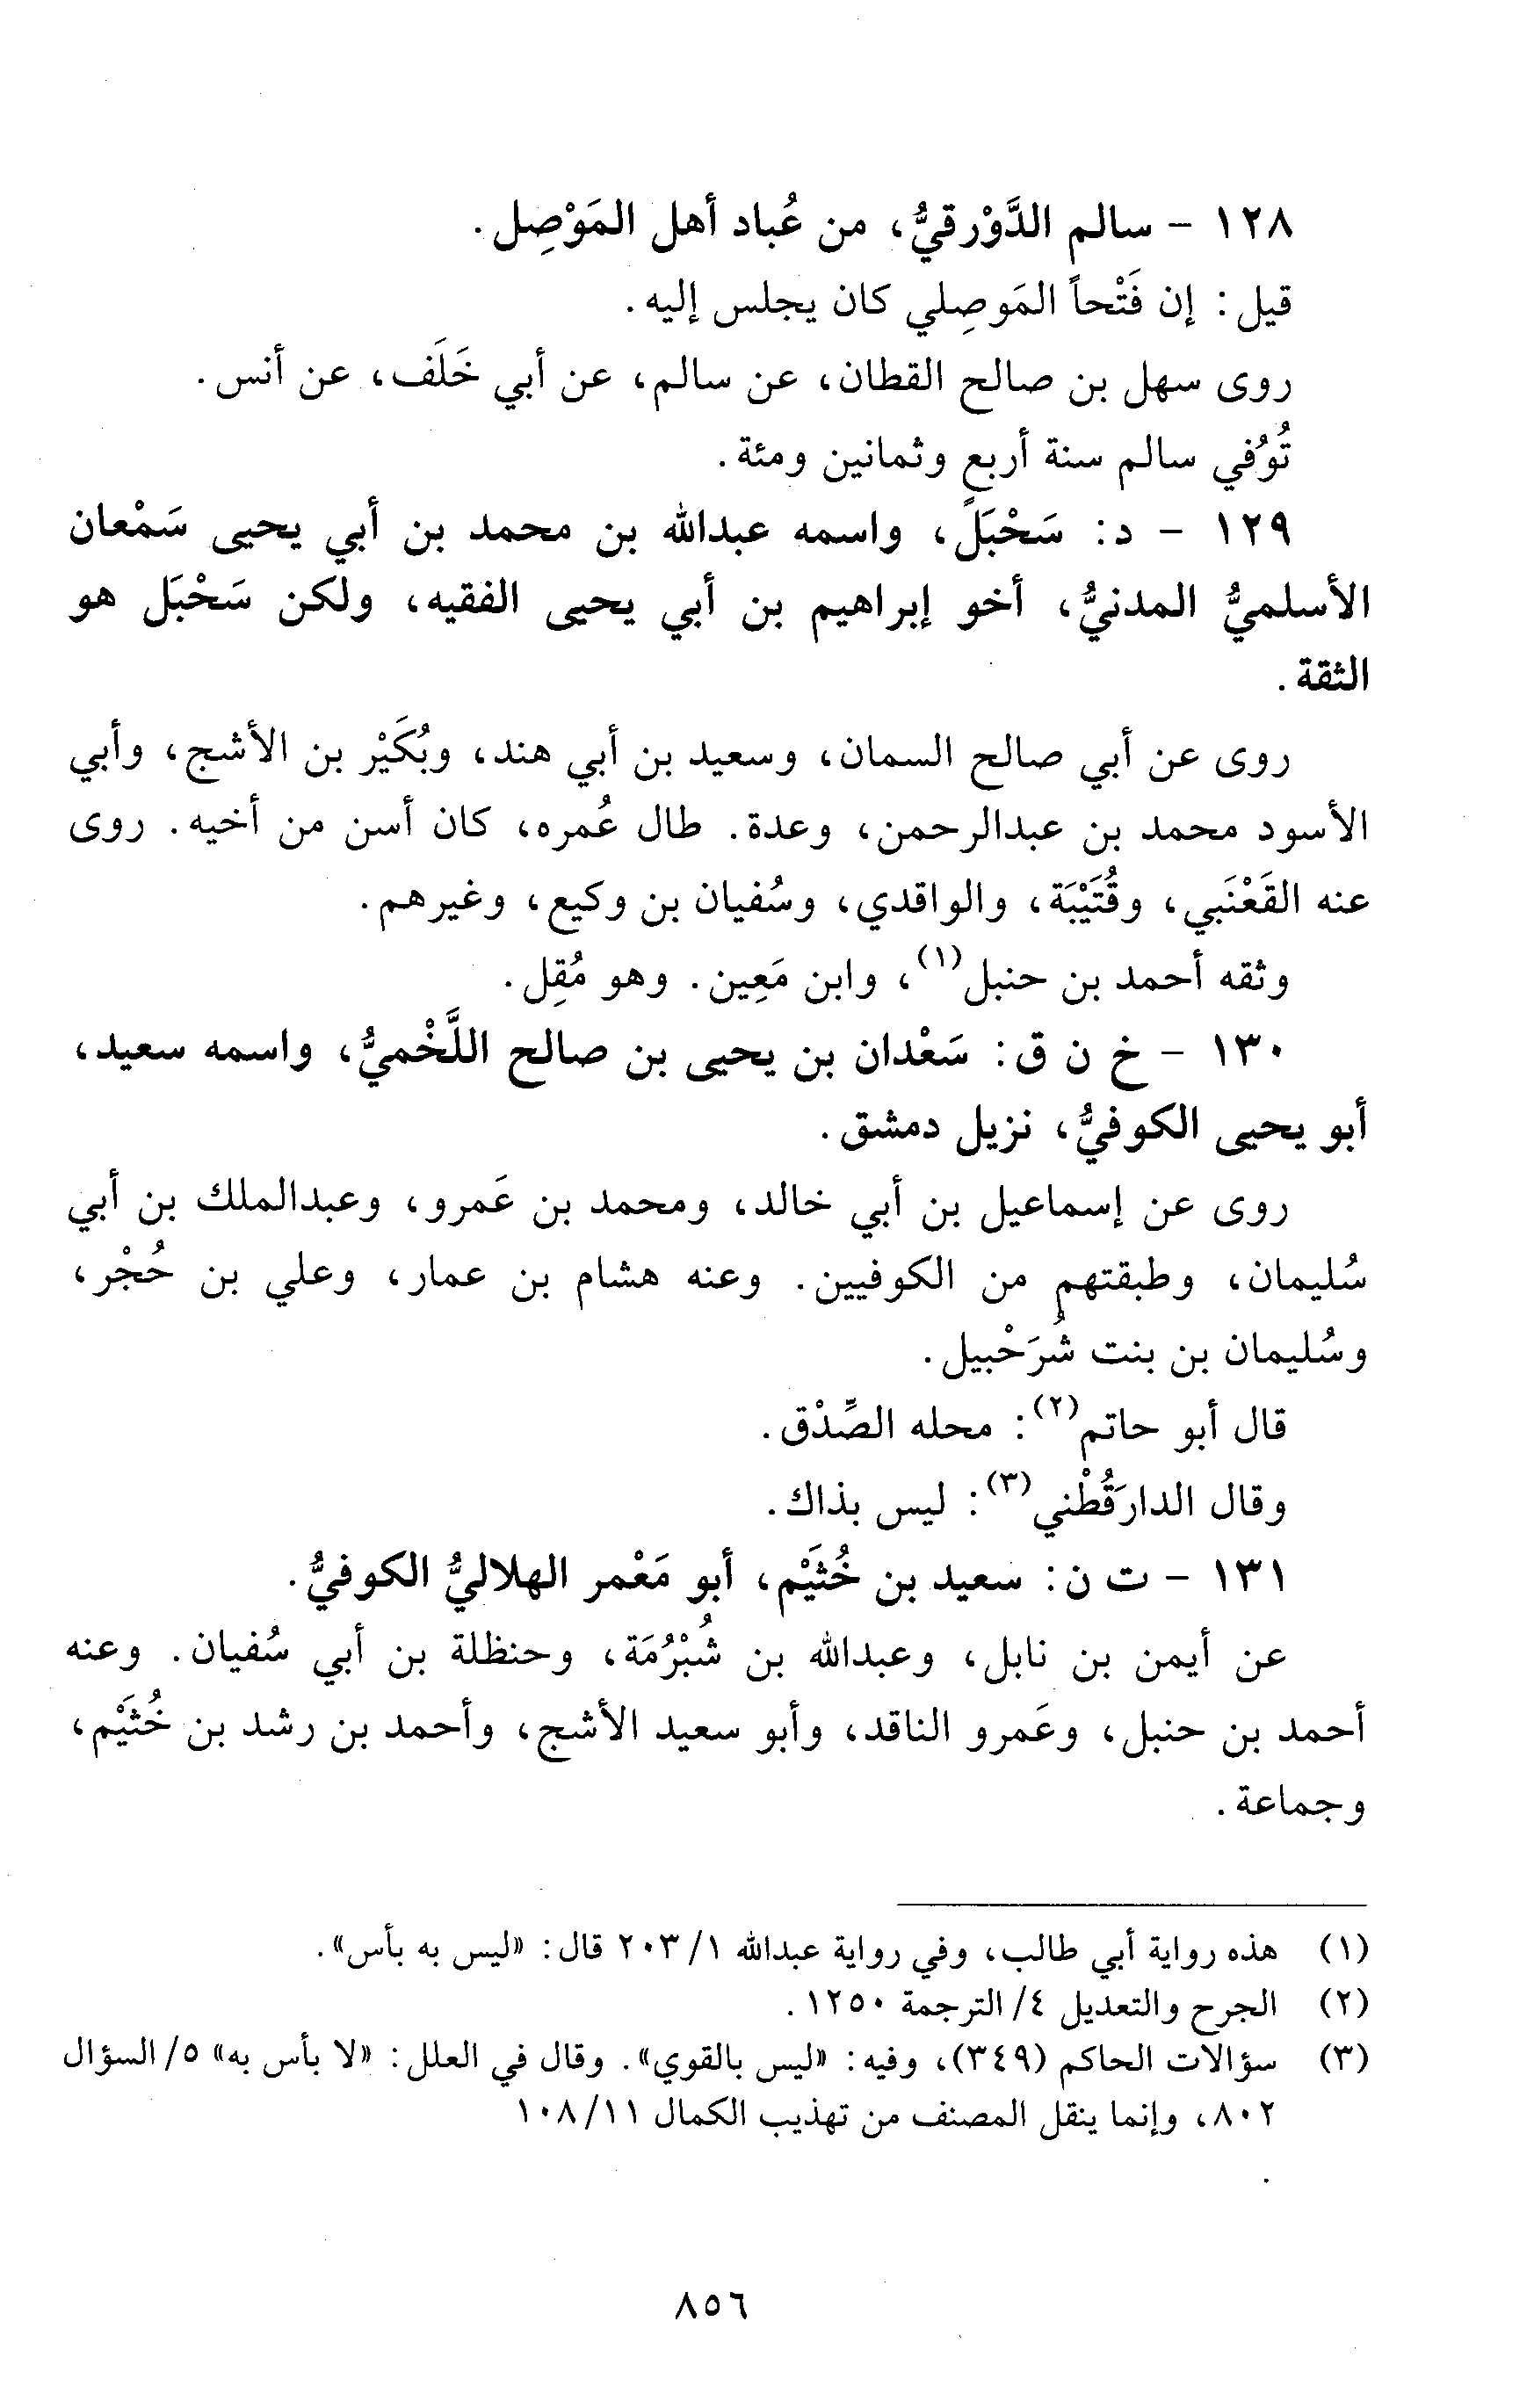 ١٢٨ - سالم الدَّوْرقيُّ، من عُباد أهل المَوْصِل.
قيل: إن فَتْحاً المَوصِلي كان يجلس إليه.
روى سهل بن صالح القطان، عن سالم، عن أبي خَلَف، عن أنس.
تُوُفي سالم سنة أربع وثمانين ومئة.
١٢٩ - د: سَحْبَلٌ، واسمه عبدالله بن محمد بن أبي يحيى سَمْعان
الأسلميُّ المدنيُّ، أخو إبراهيم بن أبي يحيى الفقيه، ولكن سَحْبَل هو
الثقة.
روى عن أبي صالح السمان، وسعيد بن أبي هند، وبُكَيْر بن الأشج، وأبي
الأسود محمد بن عبدالرحمن، وعدة. طال عُمره، كان أسن من أخيه. روى
عنه القَعْنَبي، وقُتَيْبَة، والواقدي، وسُفيان بن وكيع، وغيرهم.
وثقه أحمد بن حنبل(١)، وابن مَعِين. وهو مُقِل.
١٣٠ - خ ن ق: سَعْدان بن يحيى بن صالح اللَّخْميُّ، واسمه سعيد،
أبو يحيى الكوفيُّ، نزيل دمشق.
روى عن إسماعيل بن أبي خالد، ومحمد بن عَمرو، وعبدالملك بن أبي
سُليمان، وطبقتهم من الكوفيين. وعنه هشام بن عمار، وعلي بن حُجْر،
وسُليمان بن بنت شُرَحْبيل.
قال أبو حاتم(٢): محله الصِّدْق.
وقال الدارَقُطْني(٣): ليس بذاك.
١٣١ - ت ن: سعيد بن خُثَيْم، أبو مَعْمر الهلاليُّ الكوفيُّ.
عن أيمن بن نابل، وعبدالله بن شُبْرُمَة، وحنظلة بن أبي سُفيان. وعنه
أحمد بن حنبل، وعَمرو الناقد، وأبو سعيد الأشج، وأحمد بن رشد بن خُثَيْم،
وجماعة.
(١) هذه رواية أبي طالب، وفي رواية عبدالله ٢٠٣/١ قال: «ليس به بأس».
(٢) الجرح والتعديل ٤/ الترجمة ١٢٥٠.
(٣) سؤالات الحاكم (٣٤٩)، وفيه: «ليس بالقوي». وقال في العلل: «لا بأس به» ٥/ السؤال
٨٠٢، وإنما ينقل المصنف من تهذيب الكمال ١٠٨/١١
٨٥٦